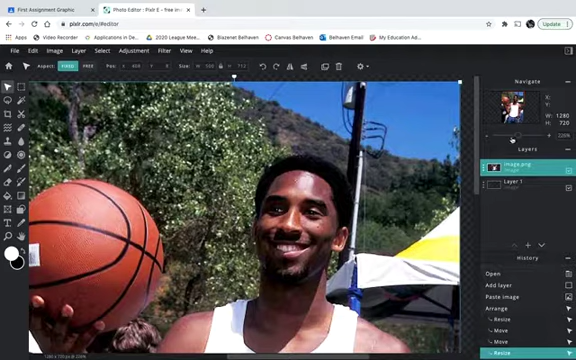 First Assignment Graphic
Photo Editor : Pixlr E - free im
pixlr.com/e/#editor
Update
Apps
Video Recorder
Applications in De...
2020 League Mee...
Blazenet Belhaven
Canvas Belhaven
Belhaven Email
My Education Ad...
File Edit Image Layer Select Adjustment Filter View Help
Aspect: FIXED FREE
X: Y: W: H:
Navigate
X:
Y:
W: 1280
H: 720
Layers
image.png
Image
Layer 1
Image
History
Open
Add layer
Paste image
Arrange
Resize
Move
Move
Resize